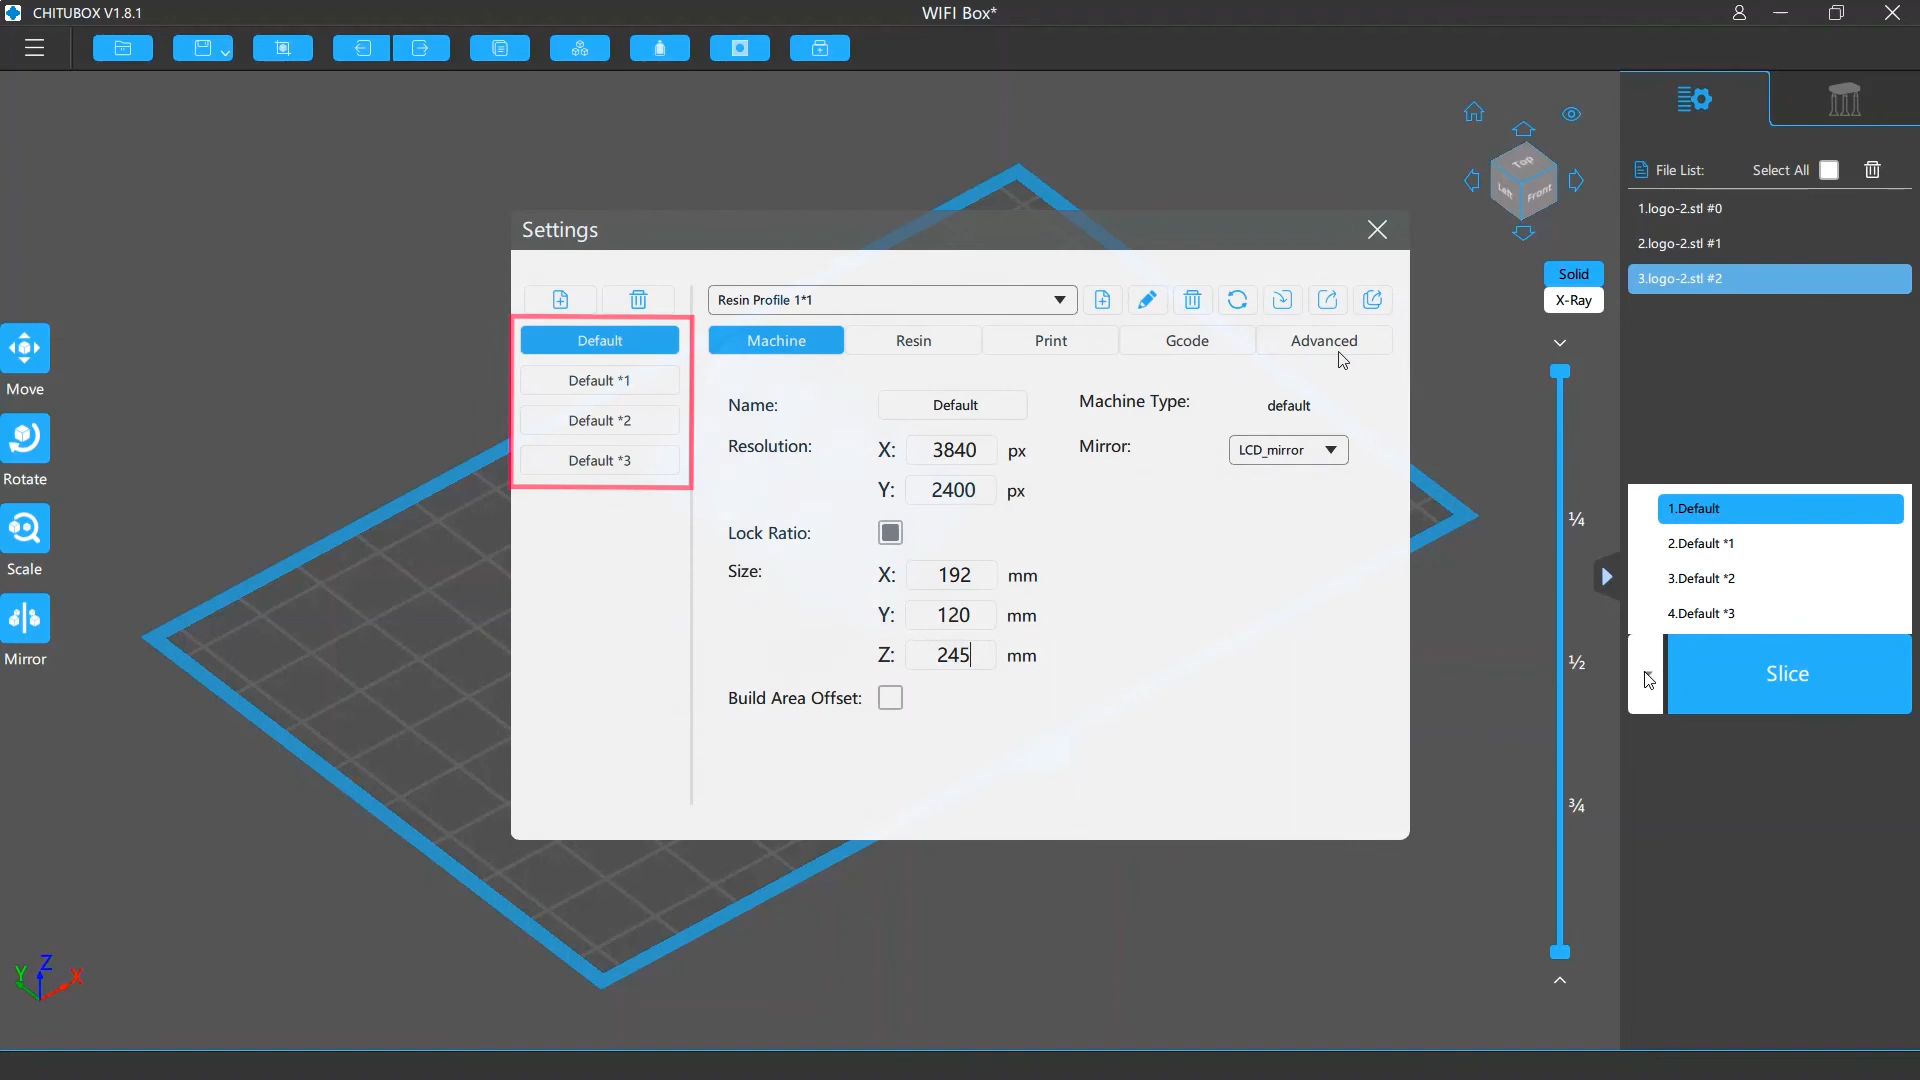 CHITUBOX V1.8.1
WIFI Box*
File List:
Select All
1.logo-2.stl #0
2.logo-2.stl #1
3.logo-2.stl #2
Top
Left
Front
Solid
X-Ray
Move
Rotate
Scale
Mirror
Settings
Default
Default *1
Default *2
Default *3
Resin Profile 1*1
Machine
Resin
Print
Gcode
Advanced
Name:
Default
Machine Type:
default
Resolution:
X: 3840 px
Y: 2400 px
Mirror:
LCD_mirror
Lock Ratio:
Size:
X: 192 mm
Y: 120 mm
Z: 245 mm
Build Area Offset:
¼
½
¾
1.Default
2.Default *1
3.Default *2
4.Default *3
Slice
Y
Z
X